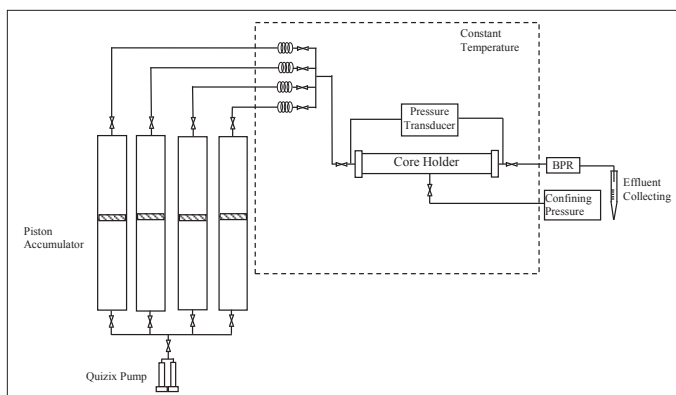 Constant
Temperature
Pressure
Transducer
Core Holder
BPR
Effluent
Collecting
Confining
Pressure
Piston
Accumulator
Quizix Pump